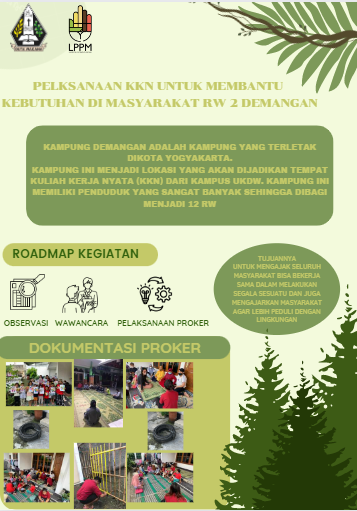 LPPM
PELKSANAAN KKN UNTUK MEMBANTU
KEBUTUHAN DI MASYARAKAT RW 2 DEMANGAN
KAMPUNG DEMANGAN ADALAH KAMPUNG YANG TERLETAK
DIKOTA YOGYAKARTA.
KAMPUNG INI MENJADI LOKASI YANG AKAN DIJADIKAN TEMPAT
KULIAH KERJA NYATA (KKN) DARI KAMPUS UKDW. KAMPUNG INI
MEMILIKI PENDUDUK YANG SANGAT BANYAK SEHINGGA DIBAGI
MENJADI 12 RW
ROADMAP KEGIATAN
OBSERVASI WAWANCARA PELAKSANAAN PROKER
TUJUANNYA
UNTUK MENGAJAK SELURUH
MASYARAKAT BISA BEKERJA
SAMA DALAM MELAKUKAN
SEGALA SESUATU DAN JUGA
MENGAJARKAN MASYARAKAT
AGAR LEBIH PEDULI DENGAN
LINGKUNGAN
DOKUMENTASI PROKER